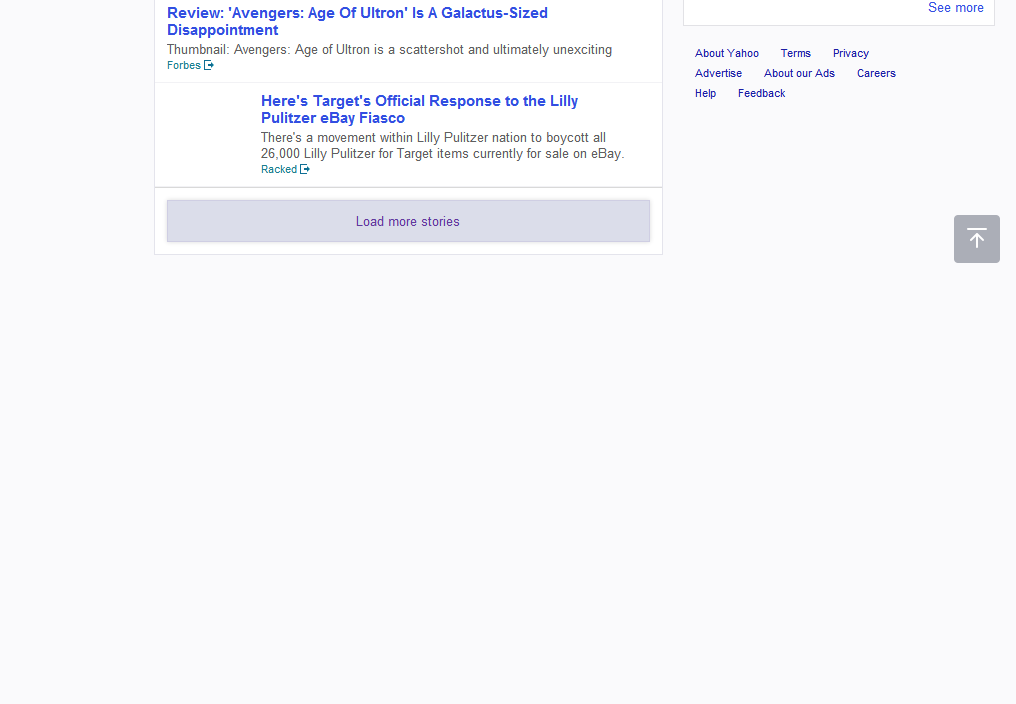 Review: 'Avengers: Age Of Ultron' Is A Galactus-Sized
Disappointment
Thumbnail: Avengers: Age of Ultron is a scattershot and ultimately unexciting
Forbes
Here's Target's Official Response to the Lilly
Pulitzer eBay Fiasco
There's a movement within Lilly Pulitzer nation to boycott all
26,000 Lilly Pulitzer for Target items currently for sale on eBay.
Racked
Load more stories
See more
About Yahoo Terms Privacy
Advertise About our Ads Careers
Help Feedback